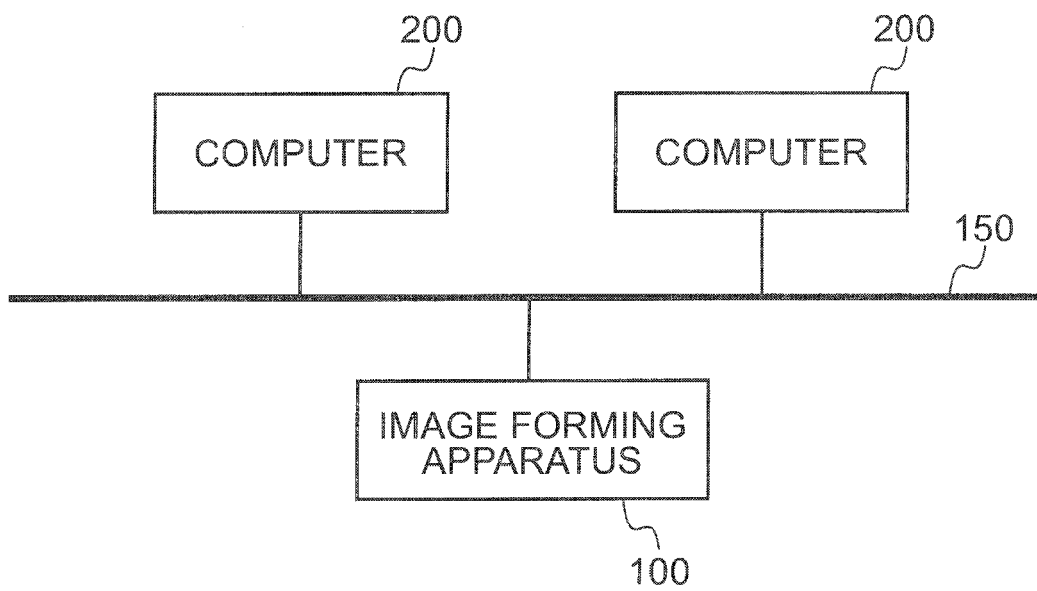 200
200
COMPUTER
COMPUTER
150
IMAGE FORMING
APPARATUS
100